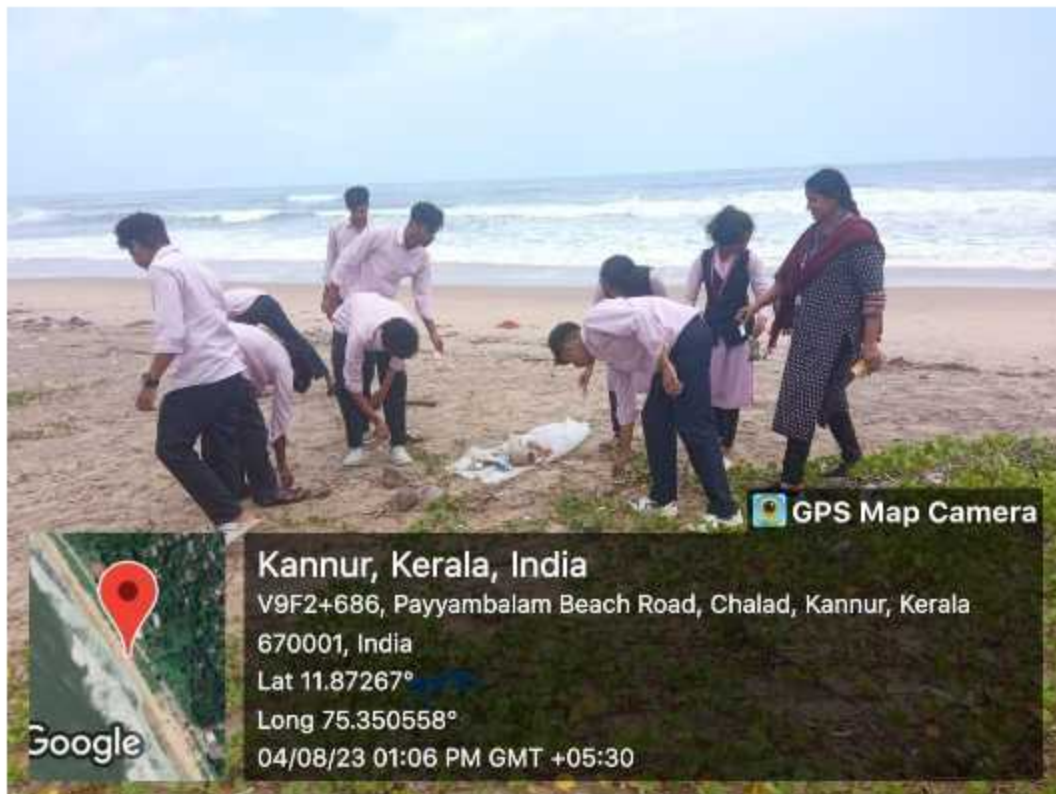 GPS Map Camera
Kannur, Kerala, India
V9F2+686, Payyambalam Beach Road, Chalad, Kannur, Kerala
670001, India
Lat 11.87267°
Long 75.350558°
04/08/23 01:06 PM GMT +05:30
Google